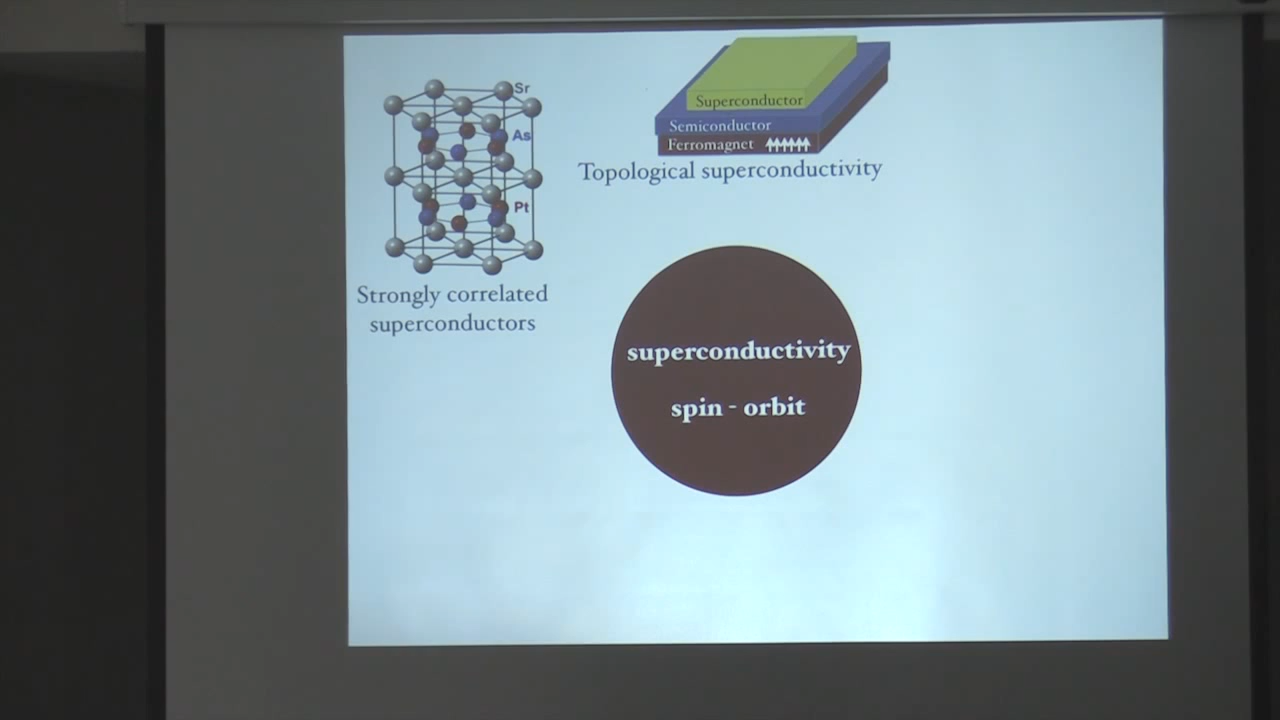 Sr
As
Pt
Strongly correlated
superconductors
Superconductor
Semiconductor
Ferromagnet
Topological superconductivity
superconductivity
spin - orbit